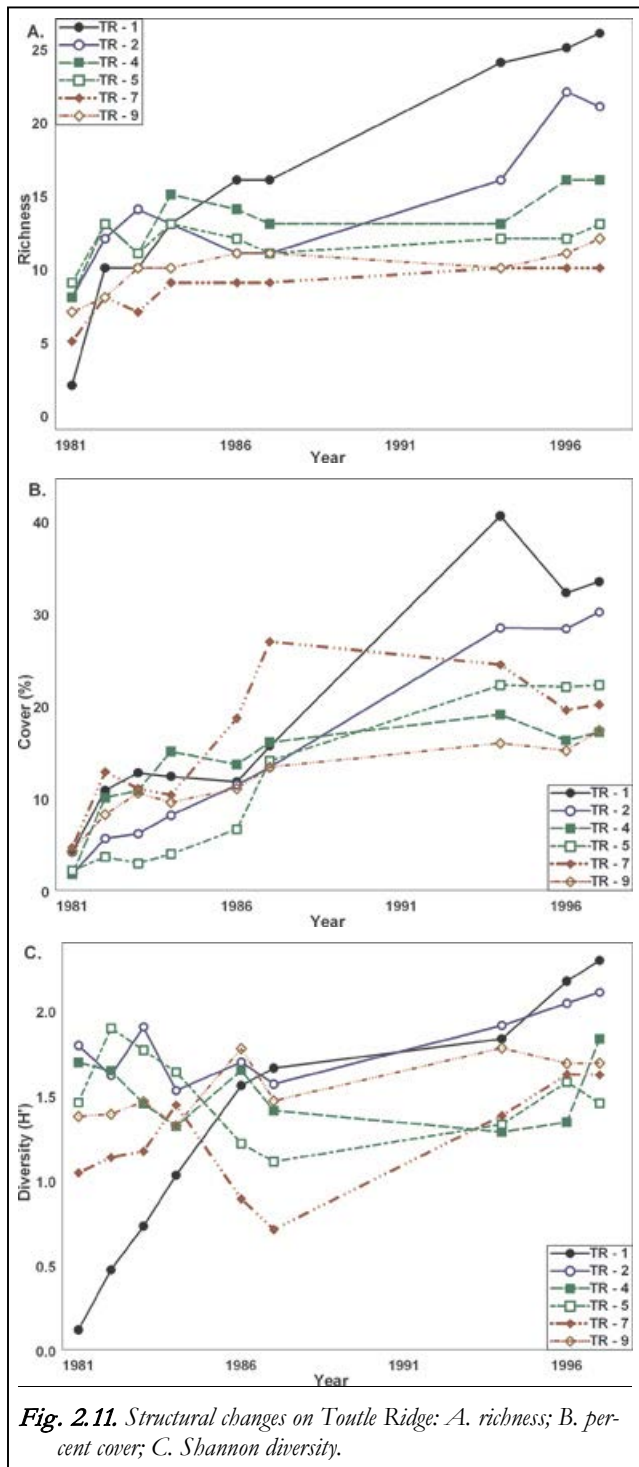 A.
TR - 1
TR - 2
TR - 4
TR - 5
TR - 7
TR - 9
25
20
15
10
5
0
Richness
1981 1986 1991 1996
Year
B.
40
30
20
10
0
Cover (%)
TR - 1
TR - 2
TR - 4
TR - 5
TR - 7
TR - 9
1981 1986 1991 1996
Year
C.
2.0
1.5
1.0
0.5
0.0
Diversity (H')
TR - 1
TR - 2
TR - 4
TR - 5
TR - 7
TR - 9
1981 1986 1991 1996
Year
Fig. 2.11. Structural changes on Toutle Ridge: A. richness; B. per-
cent cover; C. Shannon diversity.